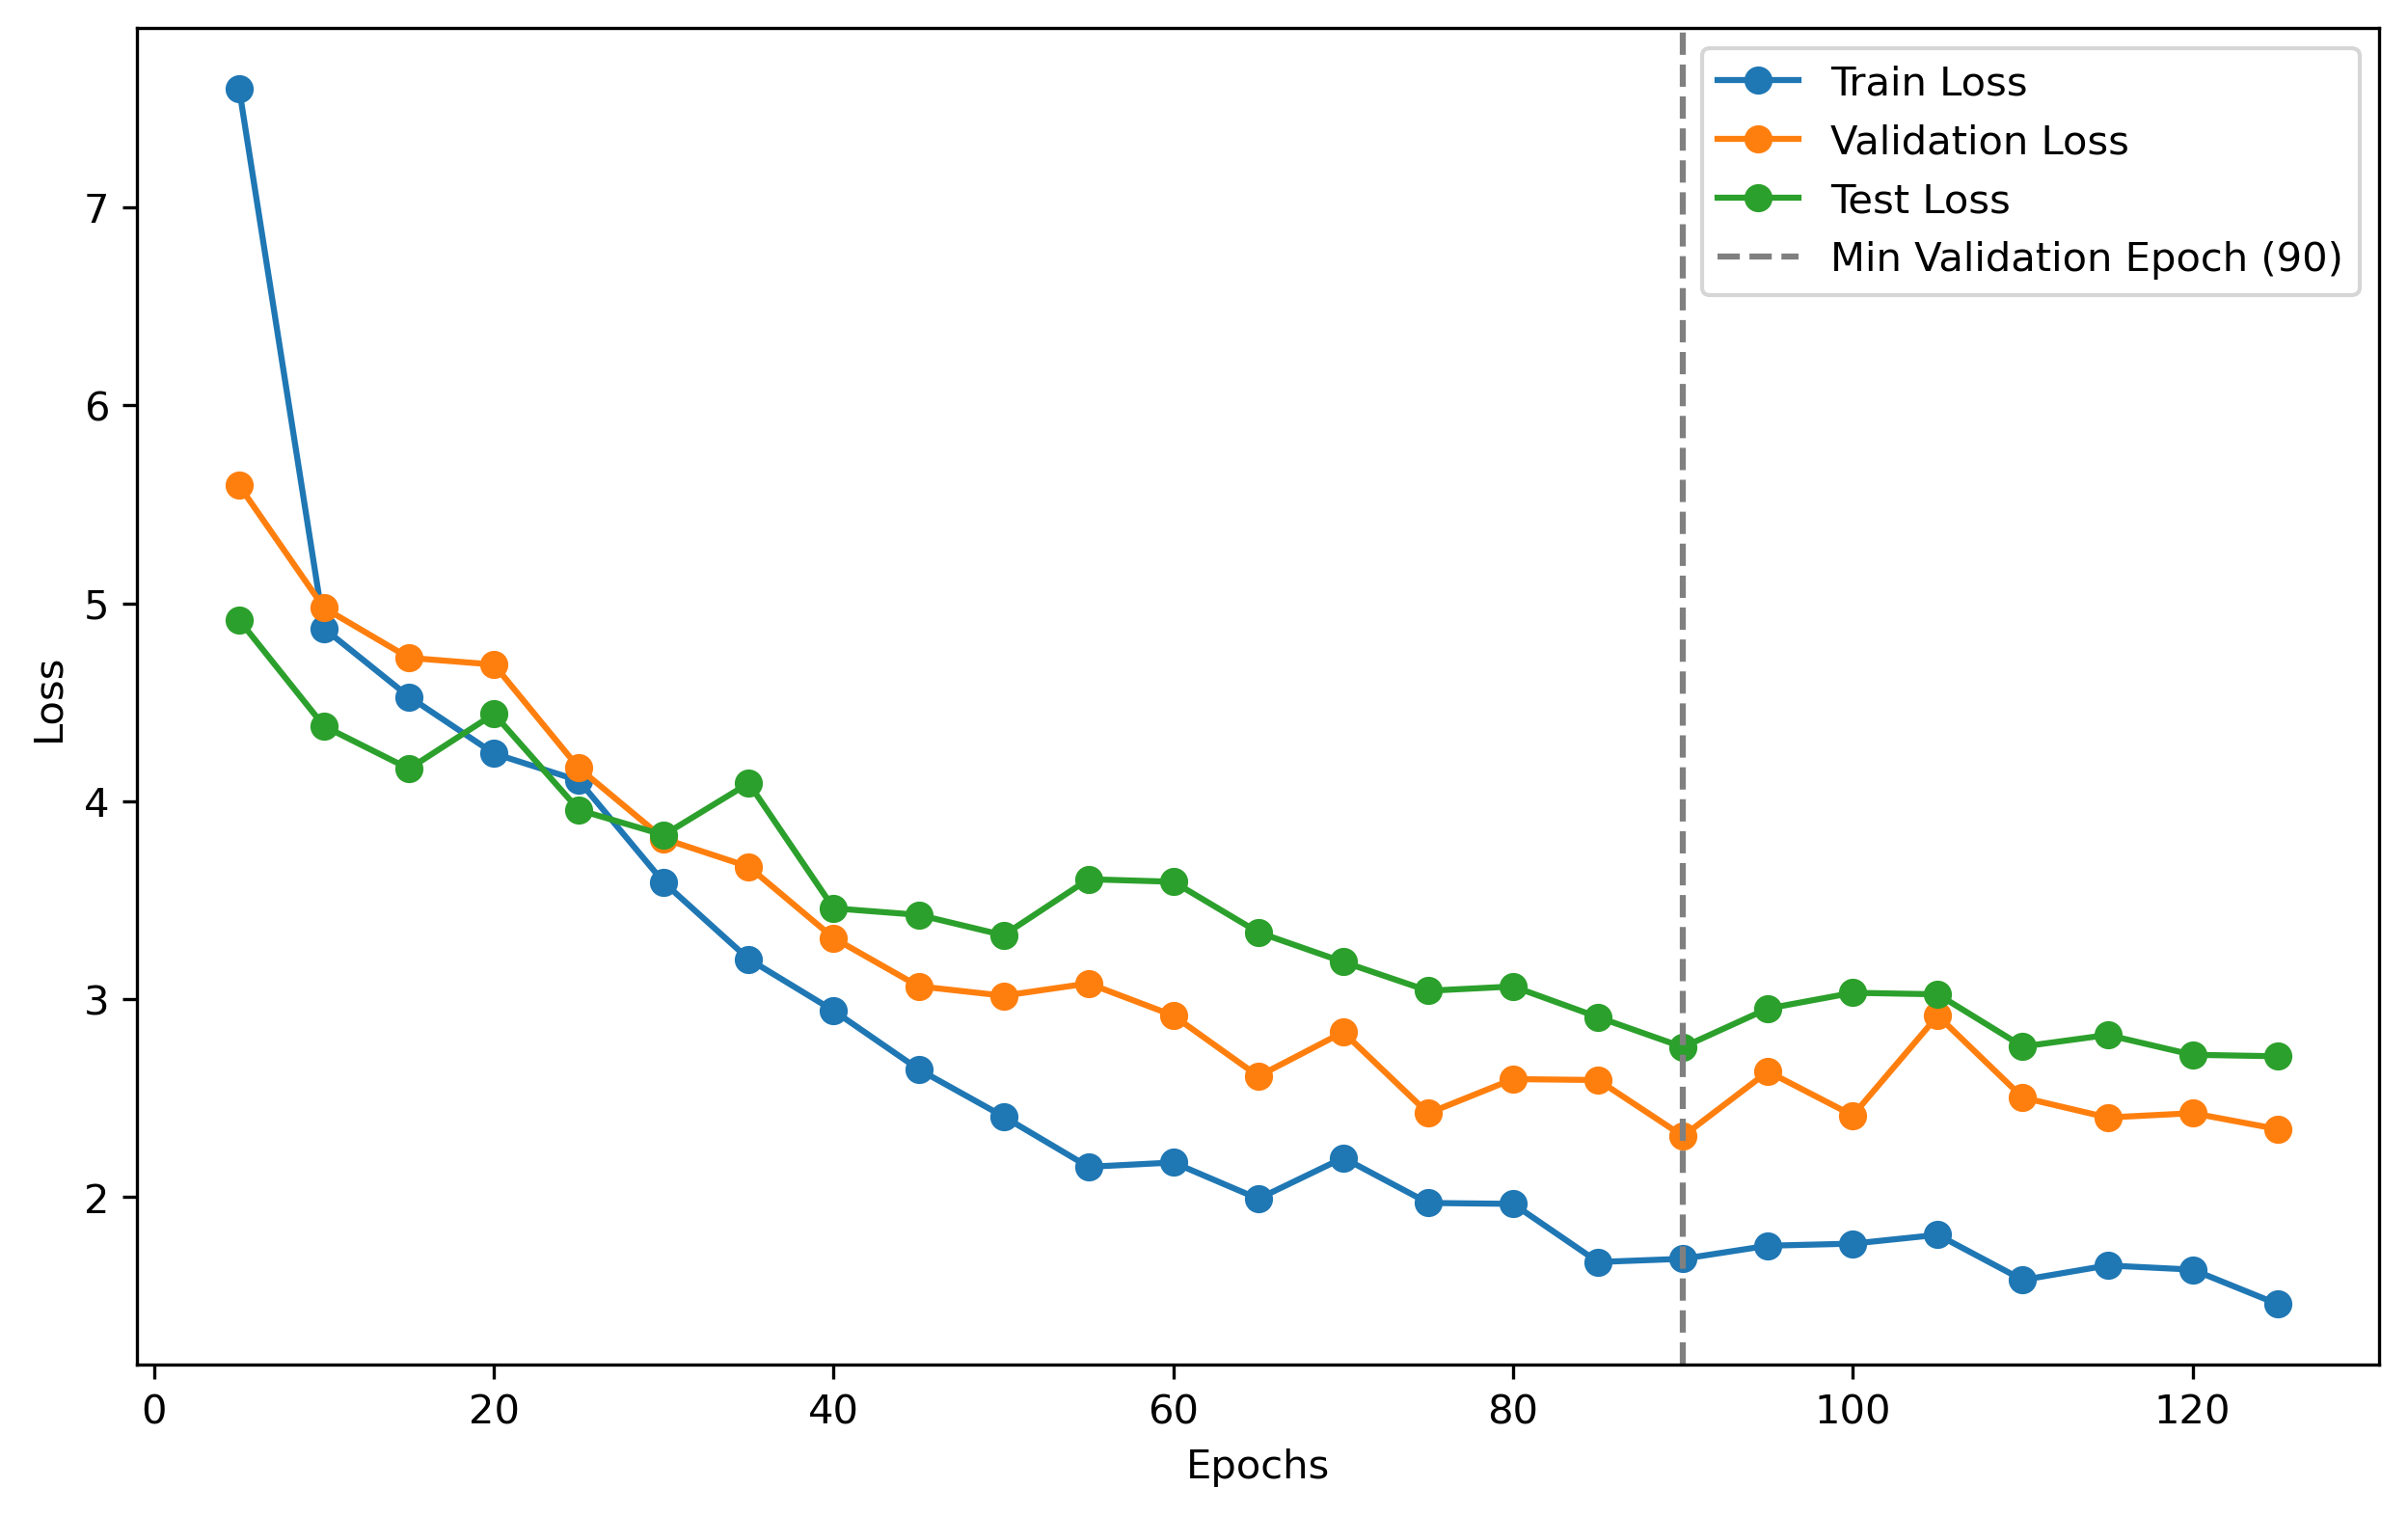 7
6
5
4
3
2
Loss
0 20 40 60 80 100 120
Epochs
Train Loss
Validation Loss
Test Loss
Min Validation Epoch (90)